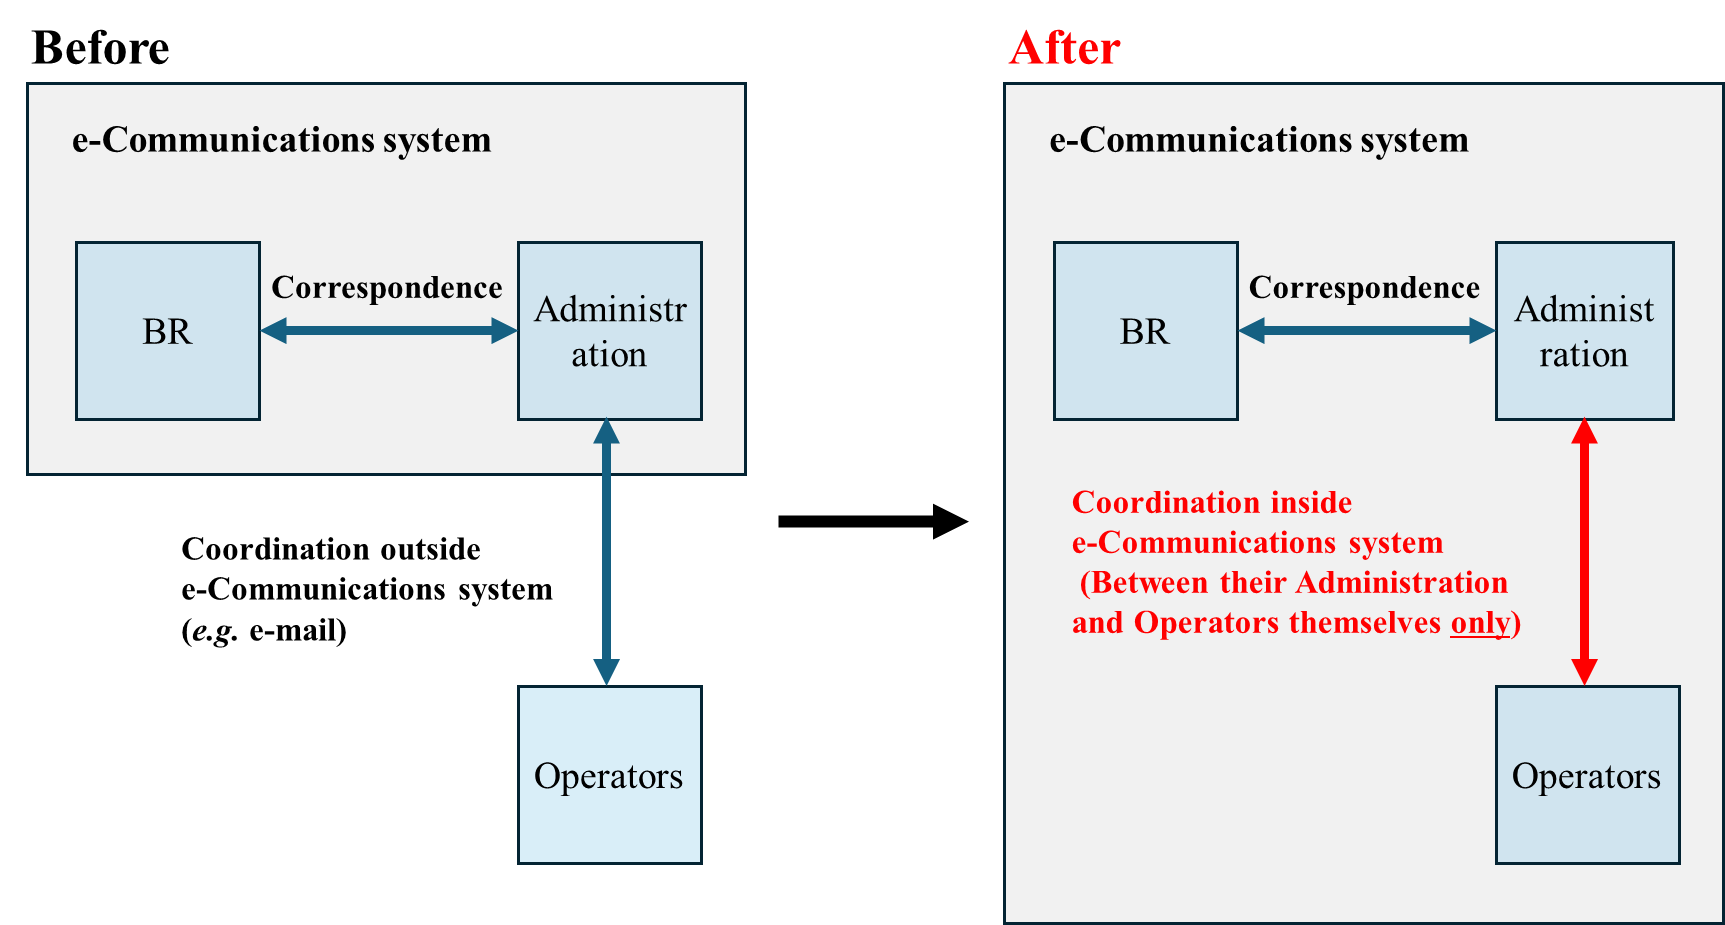 Before
e-Communications system
BR
Correspondence
Administr
ation
Coordination outside
e-Communications system
(e.g. e-mail)
Operators
After
e-Communications system
BR
Correspondence
Administ
ration
Coordination inside
e-Communications system
(Between their Administration
and Operators themselves only)
Operators